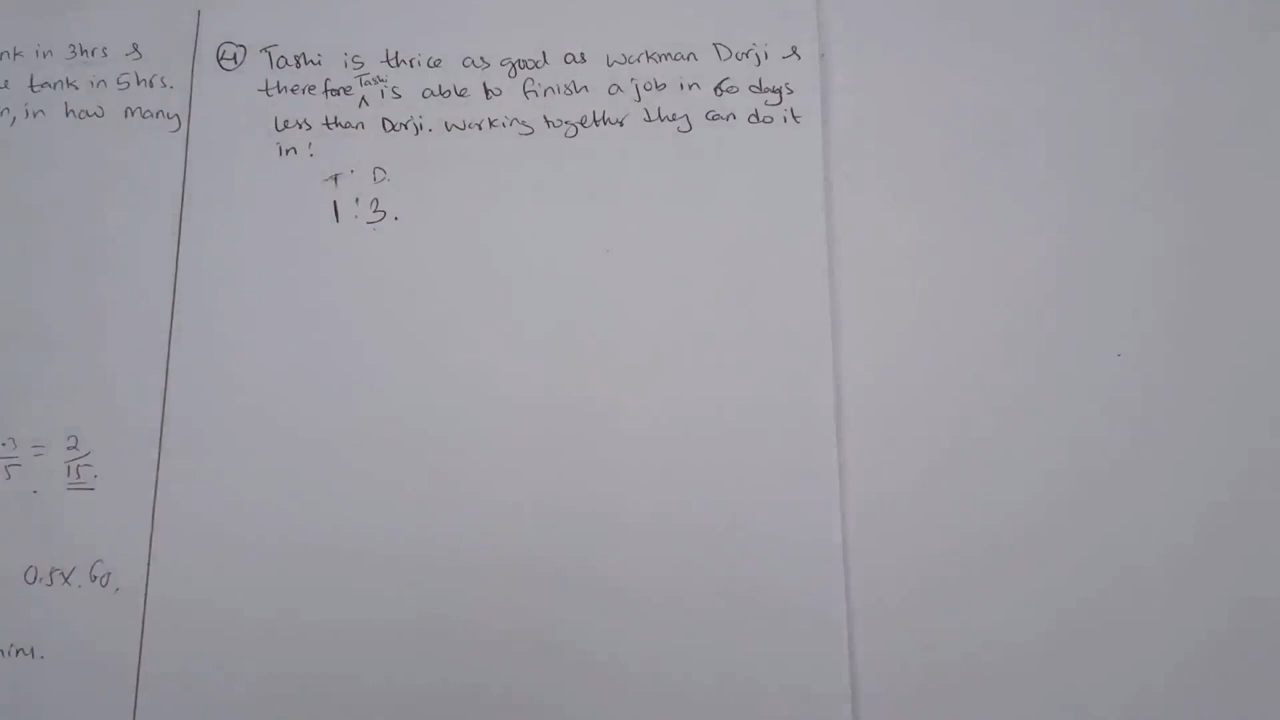 nk in 3hrs &
e tank in 5hrs.
n, in how many
.3 = 2
5 15.
0.5x.60,
④ Tashi is thrice as good as workman Dorji &
therefore Tashi is able to finish a job in 60 days
less than Dorji. working together they can do it
in!
T: D.
1:3.